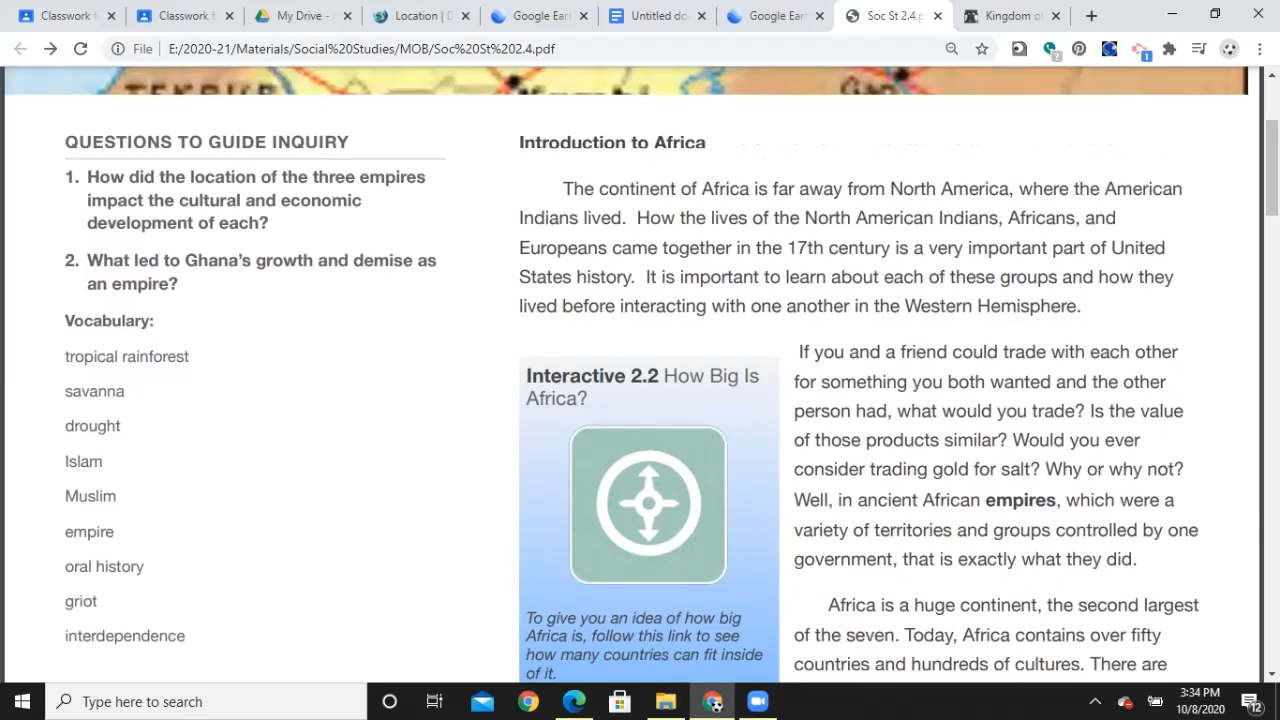 Classwork f
Classwork f
My Drive -
Location | D
Google Eart
Untitled do
Google Eart
Soc St 2.4.p
Kingdom of
File
E:/2020-21/Materials/Social%20Studies/MOB/Soc%20St%202.4.pdf
QUESTIONS TO GUIDE INQUIRY
1. How did the location of the three empires
impact the cultural and economic
development of each?
2. What led to Ghana's growth and demise as
an empire?
Vocabulary:
tropical rainforest
savanna
drought
Islam
Muslim
empire
oral history
griot
interdependence
Introduction to Africa
The continent of Africa is far away from North America, where the American
Indians lived. How the lives of the North American Indians, Africans, and
Europeans came together in the 17th century is a very important part of United
States history. It is important to learn about each of these groups and how they
lived before interacting with one another in the Western Hemisphere.
Interactive 2.2 How Big Is
Africa?
To give you an idea of how big
Africa is, follow this link to see
how many countries can fit inside
of it.
If you and a friend could trade with each other
for something you both wanted and the other
person had, what would you trade? Is the value
of those products similar? Would you ever
consider trading gold for salt? Why or why not?
Well, in ancient African empires, which were a
variety of territories and groups controlled by one
government, that is exactly what they did.
Africa is a huge continent, the second largest
of the seven. Today, Africa contains over fifty
countries and hundreds of cultures. There are
Type here to search
3:34 PM
10/8/2020
12